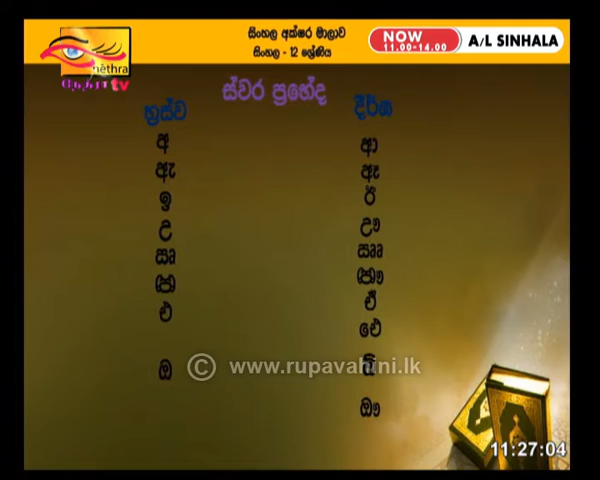 සිංහල අක්ෂර මාලාව
සිංහල - 12 ශ්‍රේණිය
NOW
11.00-14.00
A/L SINHALA
nethra
நேத்ரா tv
ස්වර ප්‍රභේද
හ්‍රස්ව දීර්ඝ
අ ආ
ඇ ඈ
ඉ ඊ
උ ඌ
ඍ ඎ
ඏ ඐ
එ ඒ
ඓ
ඔ ඕ
ඖ
© www.rupavahini.lk
11:27:04